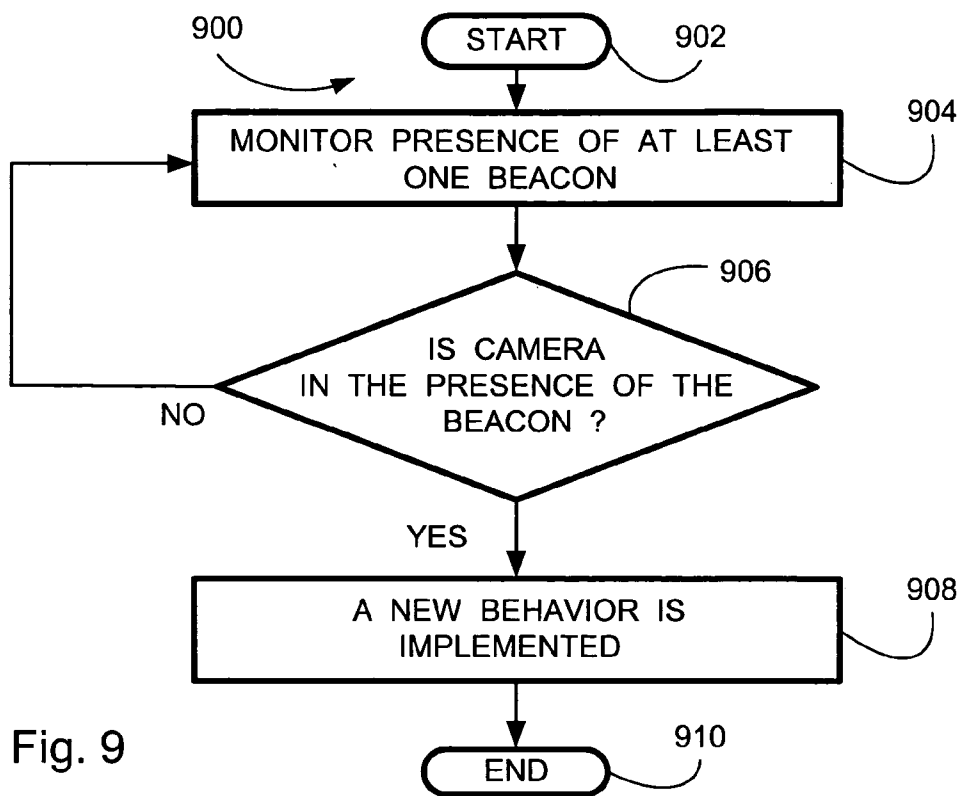 900
START
902
MONITOR PRESENCE OF AT LEAST
ONE BEACON
904
906
IS CAMERA
IN THE PRESENCE OF THE
BEACON ?
NO
YES
A NEW BEHAVIOR IS
IMPLEMENTED
908
Fig. 9
END
910